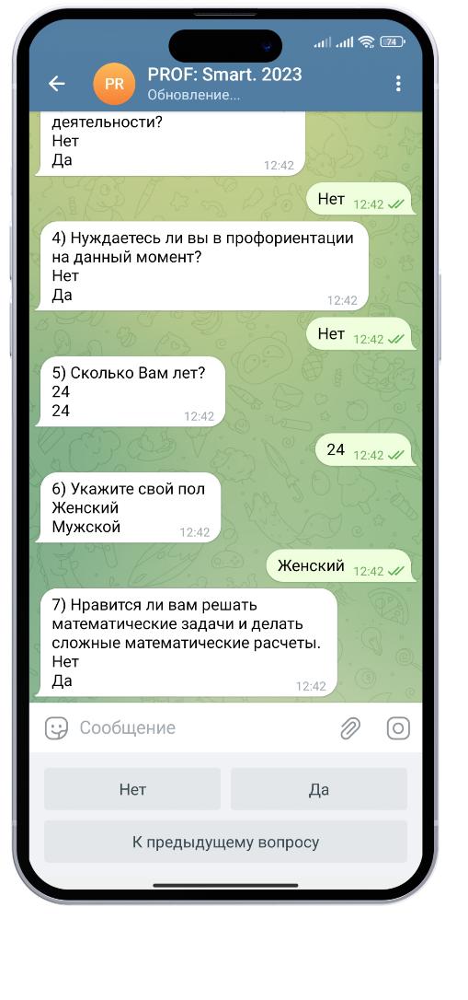 74
PR
PROF: Smart. 2023
Обновление...
деятельности?
Нет
Да
12:42
Нет 12:42
4) Нуждаетесь ли вы в профориентации
на данный момент?
Нет
Да
12:42
Нет 12:42
5) Сколько Вам лет?
24
24
12:42
24 12:42
6) Укажите свой пол
Женский
Мужской
12:42
Женский 12:42
7) Нравится ли вам решать
математические задачи и делать
сложные математические расчеты.
Нет
Да
12:42
Сообщение
Нет
Да
К предыдущему вопросу